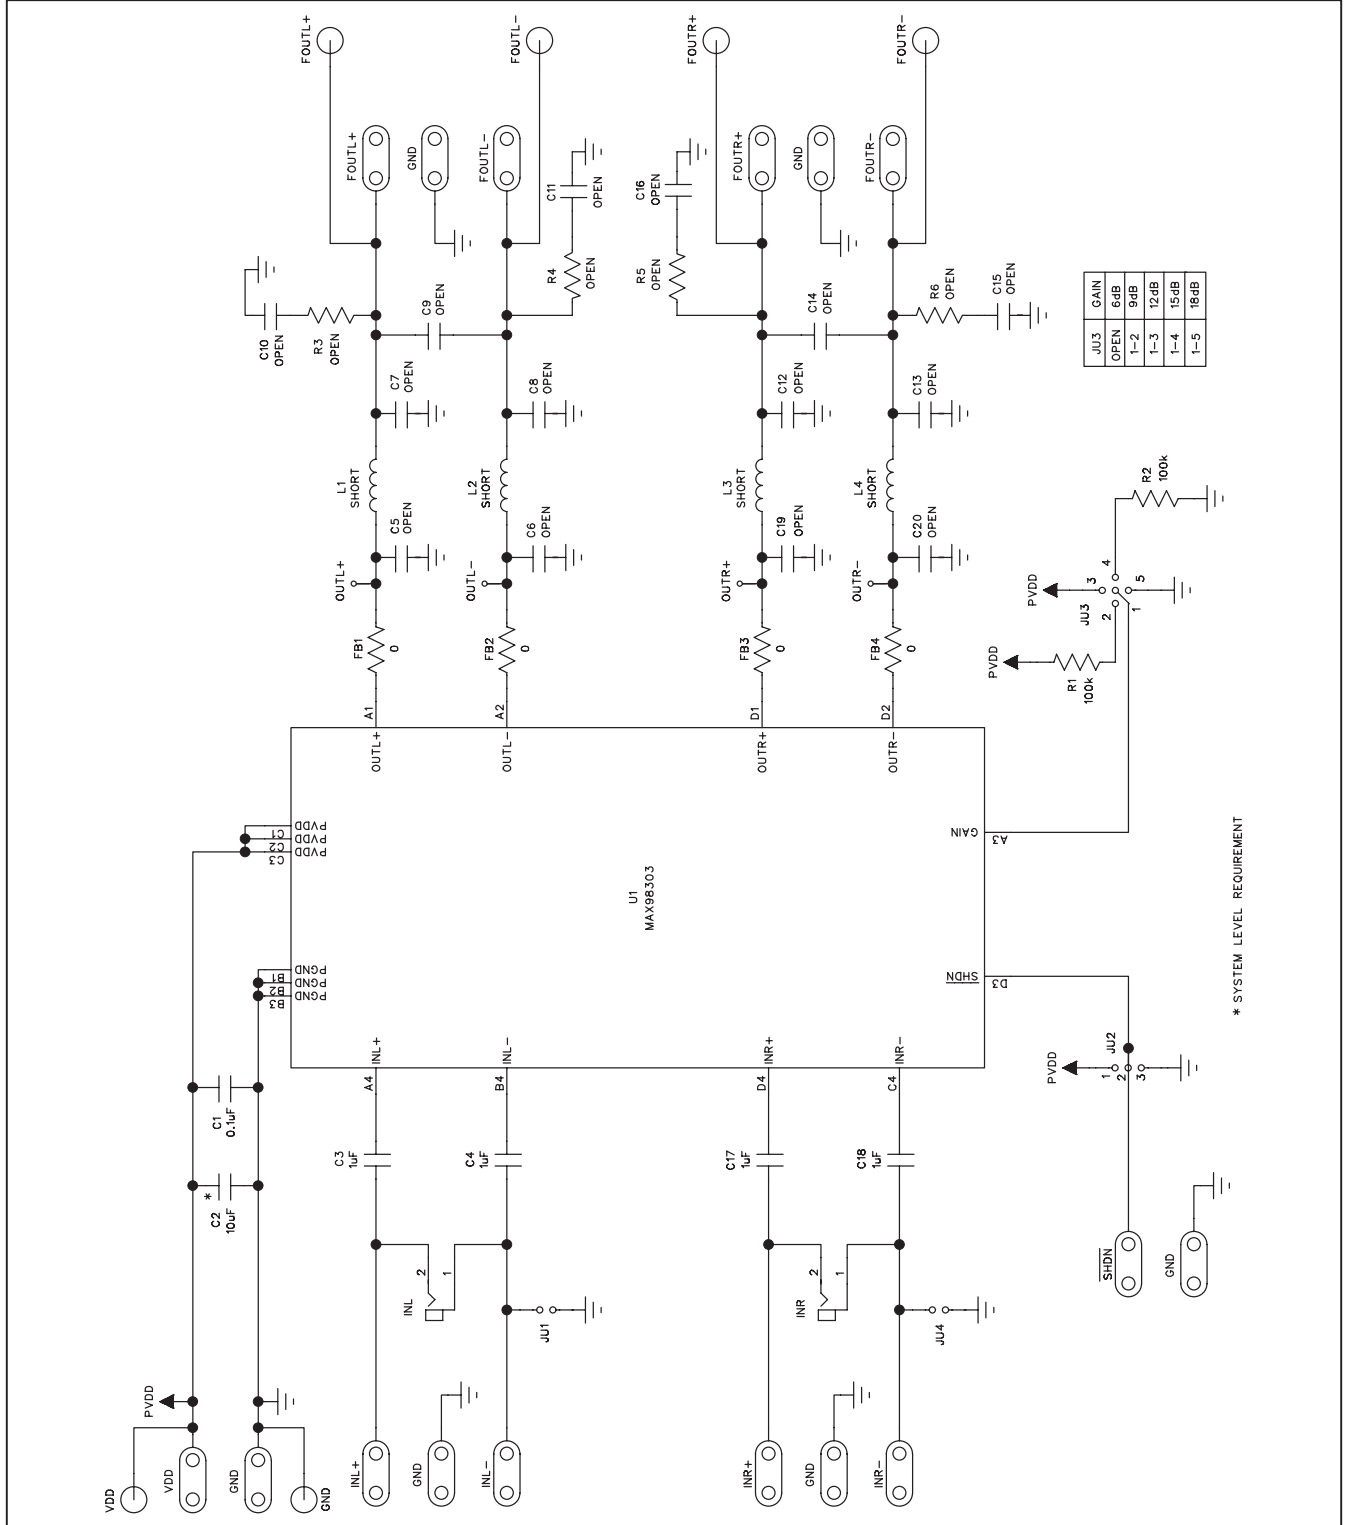 FOUTL+
FOUTL-
FOUTR+
FOUTR-
FOUTL+
GND
FOUTL-
FOUTR+
GND
FOUTR-
C11
OPEN
C16
OPEN
C10
OPEN
R3
OPEN
C9
OPEN
R4
OPEN
R5
OPEN
C14
OPEN
R6
OPEN
C15
OPEN
JU3 GAIN
OPEN 6dB
1-2 9dB
1-3 12dB
1-4 15dB
1-5 18dB
C7
OPEN
C8
OPEN
C12
OPEN
C13
OPEN
L1
SHORT
L2
SHORT
L3
SHORT
L4
SHORT
R2
100k
C5
OPEN
C6
OPEN
C19
OPEN
C20
OPEN
OUTL+
OUTL-
OUTR+
OUTR-
PVDD
JU3
1
2
3
4
5
FB1
0
FB2
0
FB3
0
FB4
0
PVDD
R1
100k
A1
A2
D1
D2
OUTL+
OUTL-
OUTR+
OUTR-
C1
PVDD
C2
PVDD
C3
PVDD
GAIN
A3
U1
MAX98303
B1
PGND
B2
PGND
B3
PGND
SHDN
D3
* SYSTEM LEVEL REQUIREMENT
INL+
INL-
INR+
INR-
A4
B4
D4
C4
C1
0.1uF
C2
10uF
*
C3
1uF
C4
1uF
C17
1uF
C18
1uF
PVDD
JU2
1
2
3
INL
2
1
JU1
INR
2
1
JU4
SHDN
GND
PVDD
VDD
VDD
GND
GND
INL+
GND
INL-
INR+
GND
INR-